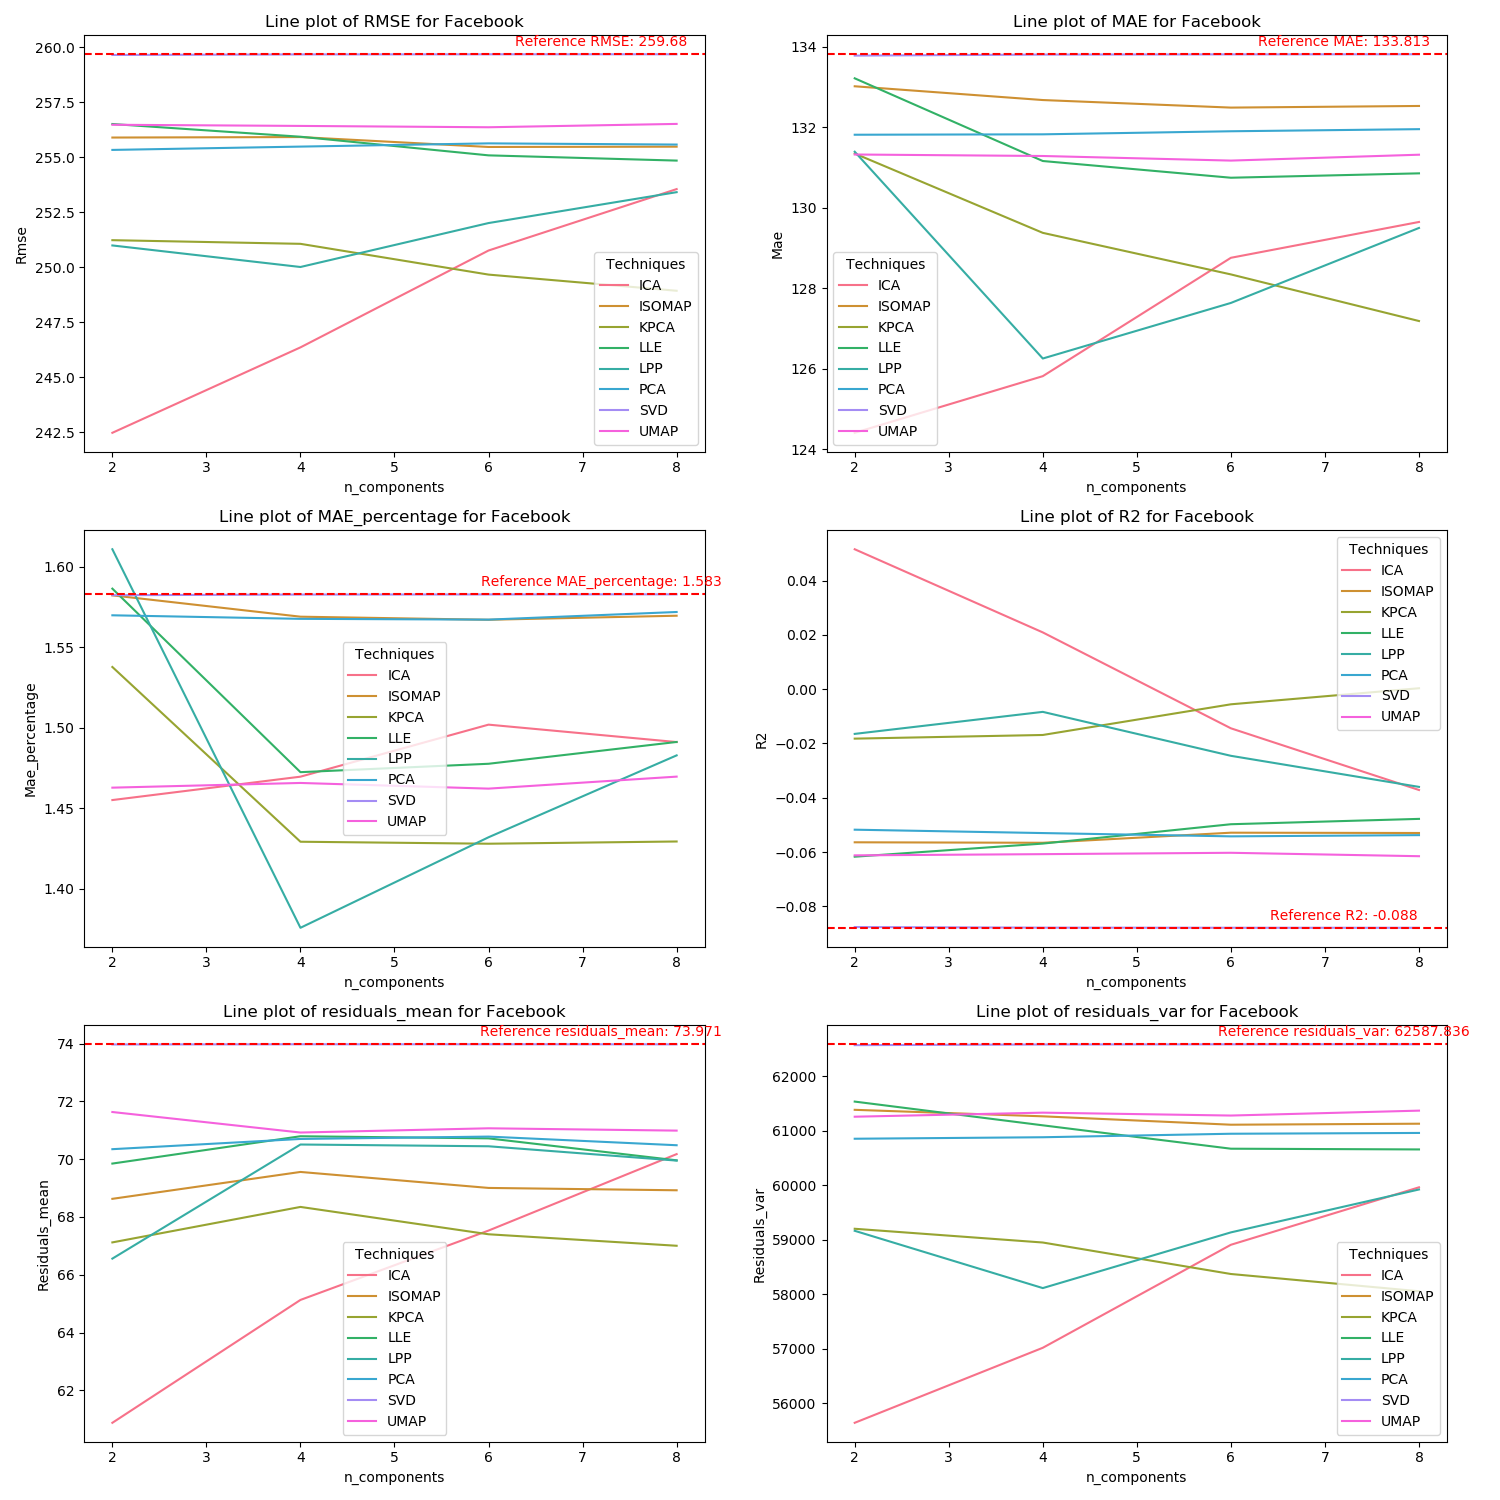 Line plot of RMSE for Facebook
Reference RMSE: 259.68
260.0
257.5
255.0
252.5
250.0
247.5
245.0
242.5
Rmse
Techniques
ICA
ISOMAP
KPCA
LLE
LPP
PCA
SVD
UMAP
2 3 4 5 6 7 8
n_components
Line plot of MAE for Facebook
Reference MAE: 133.813
134
132
130
128
126
124
Mae
Techniques
ICA
ISOMAP
KPCA
LLE
LPP
PCA
SVD
UMAP
2 3 4 5 6 7 8
n_components
Line plot of MAE_percentage for Facebook
Reference MAE_percentage: 1.583
1.60
1.55
1.50
1.45
1.40
Mae_percentage
Techniques
ICA
ISOMAP
KPCA
LLE
LPP
PCA
SVD
UMAP
2 3 4 5 6 7 8
n_components
Line plot of R2 for Facebook
Techniques
ICA
ISOMAP
KPCA
LLE
LPP
PCA
SVD
UMAP
0.04
0.02
0.00
−0.02
−0.04
−0.06
−0.08
R2
Reference R2: -0.088
2 3 4 5 6 7 8
n_components
Line plot of residuals_mean for Facebook
Reference residuals_mean: 73.971
74
72
70
68
66
64
62
Residuals_mean
Techniques
ICA
ISOMAP
KPCA
LLE
LPP
PCA
SVD
UMAP
2 3 4 5 6 7 8
n_components
Line plot of residuals_var for Facebook
Reference residuals_var: 62587.836
62000
61000
60000
59000
58000
57000
56000
Residuals_var
Techniques
ICA
ISOMAP
KPCA
LLE
LPP
PCA
SVD
UMAP
2 3 4 5 6 7 8
n_components